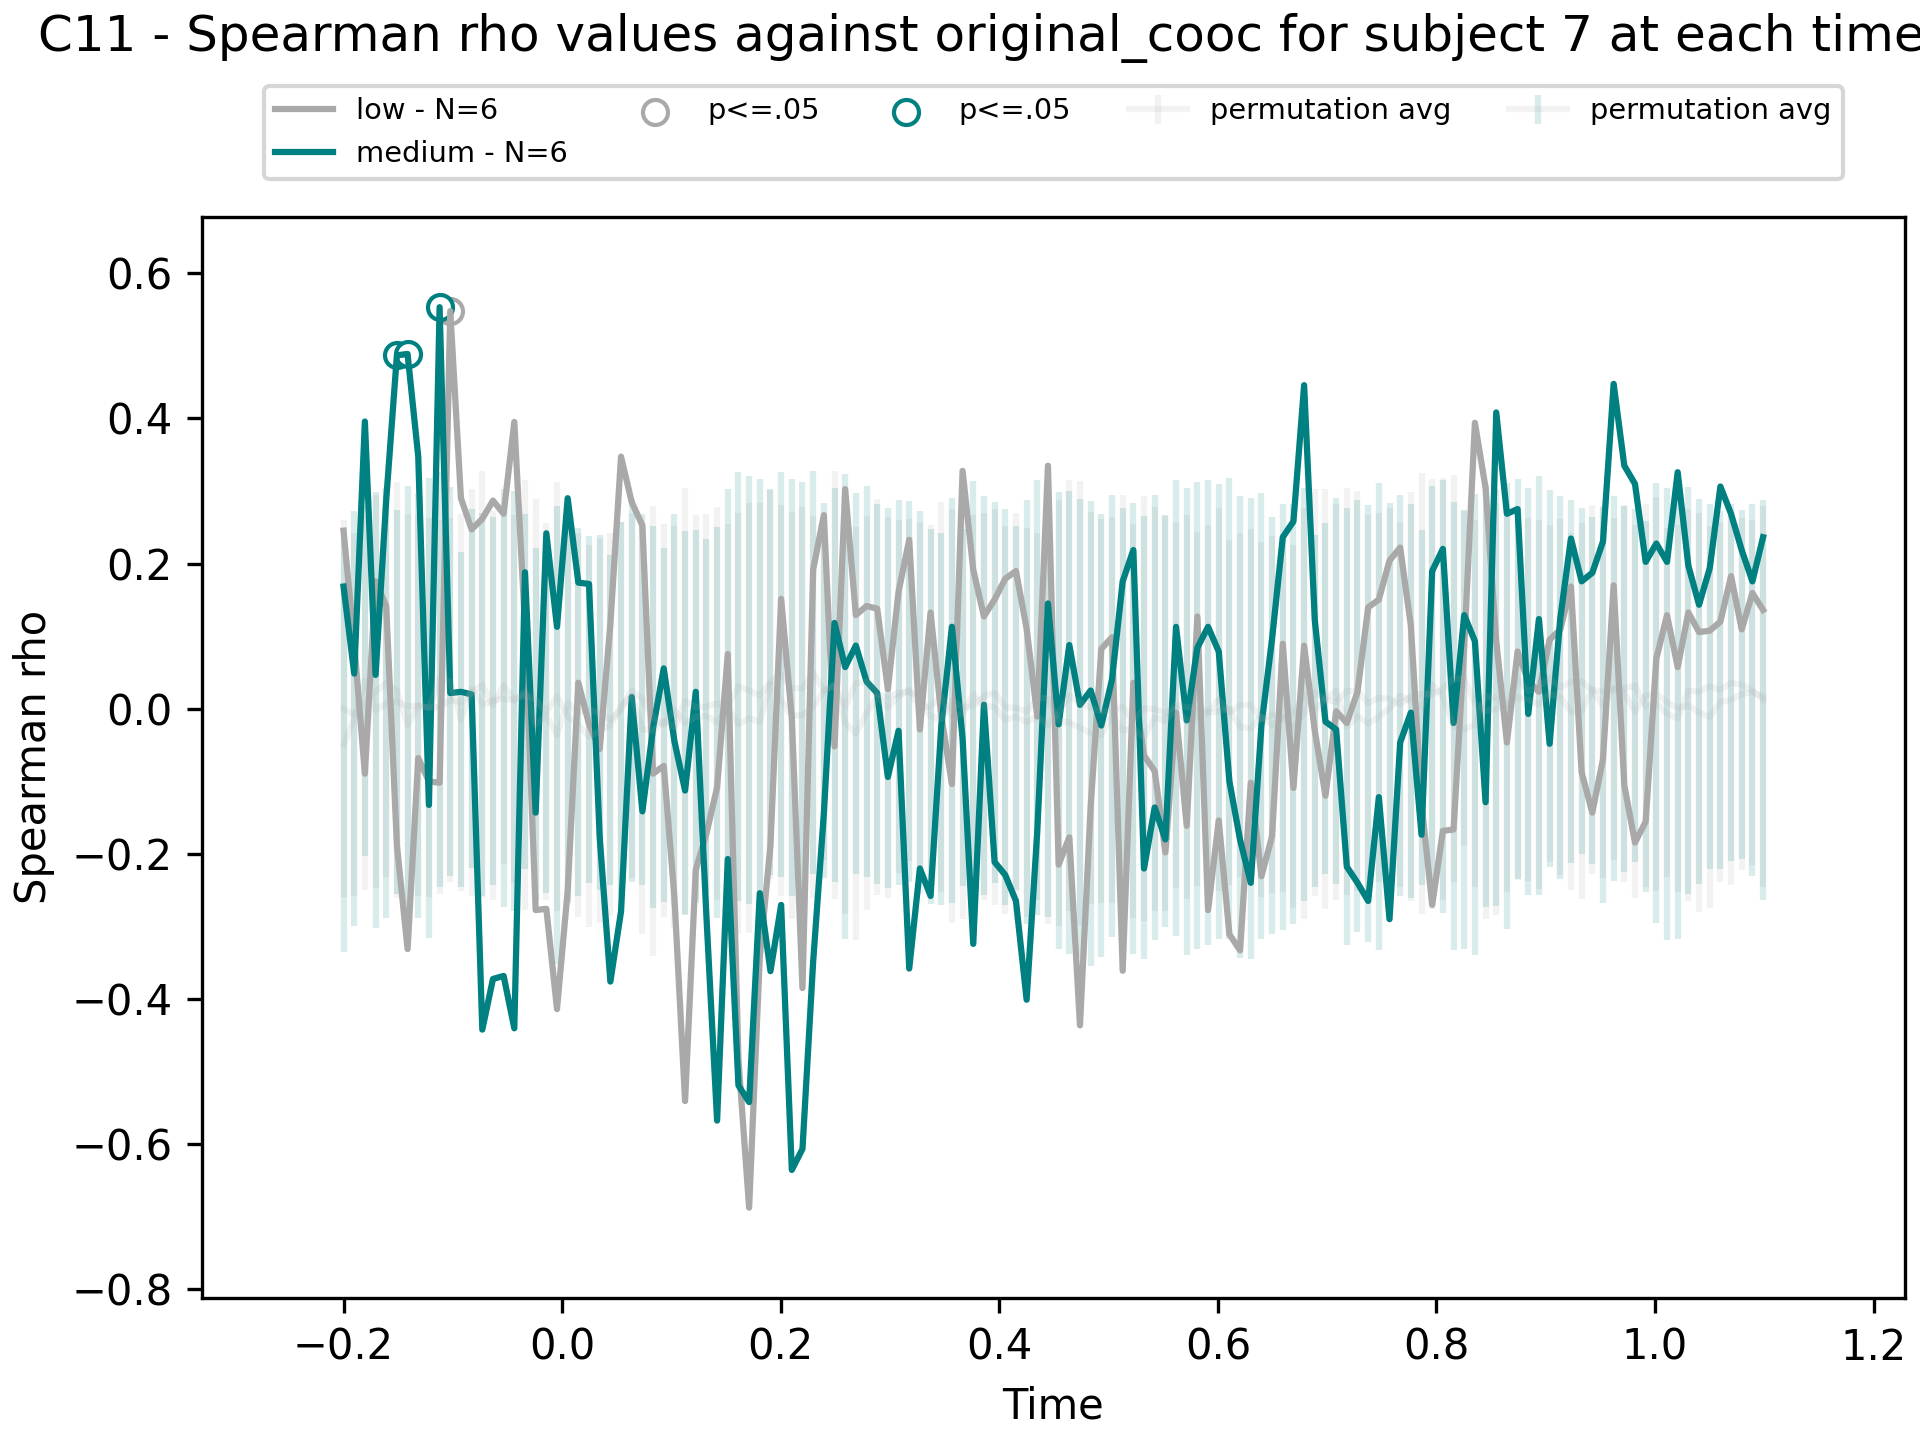 C11 - Spearman rho values against original_cooc for subject 7 at each time
low - N=6
medium - N=6
p<=.05
p<=.05
permutation avg
permutation avg
Spearman rho
0.6
0.4
0.2
0.0
−0.2
−0.4
−0.6
−0.8
−0.2
0.0
0.2
0.4
0.6
0.8
1.0
1.2
Time